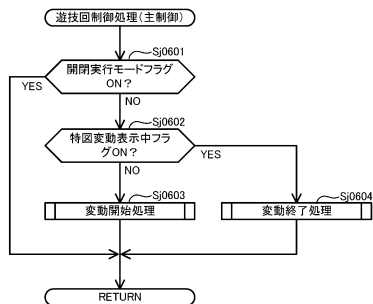 遊技回制御処理(主制御)
Sj0601
開閉実行モードフラグ
ON?
YES
NO
Sj0602
特図変動表示中フラ
グON?
YES
NO
Sj0603
変動開始処理
Sj0604
変動終了処理
RETURN